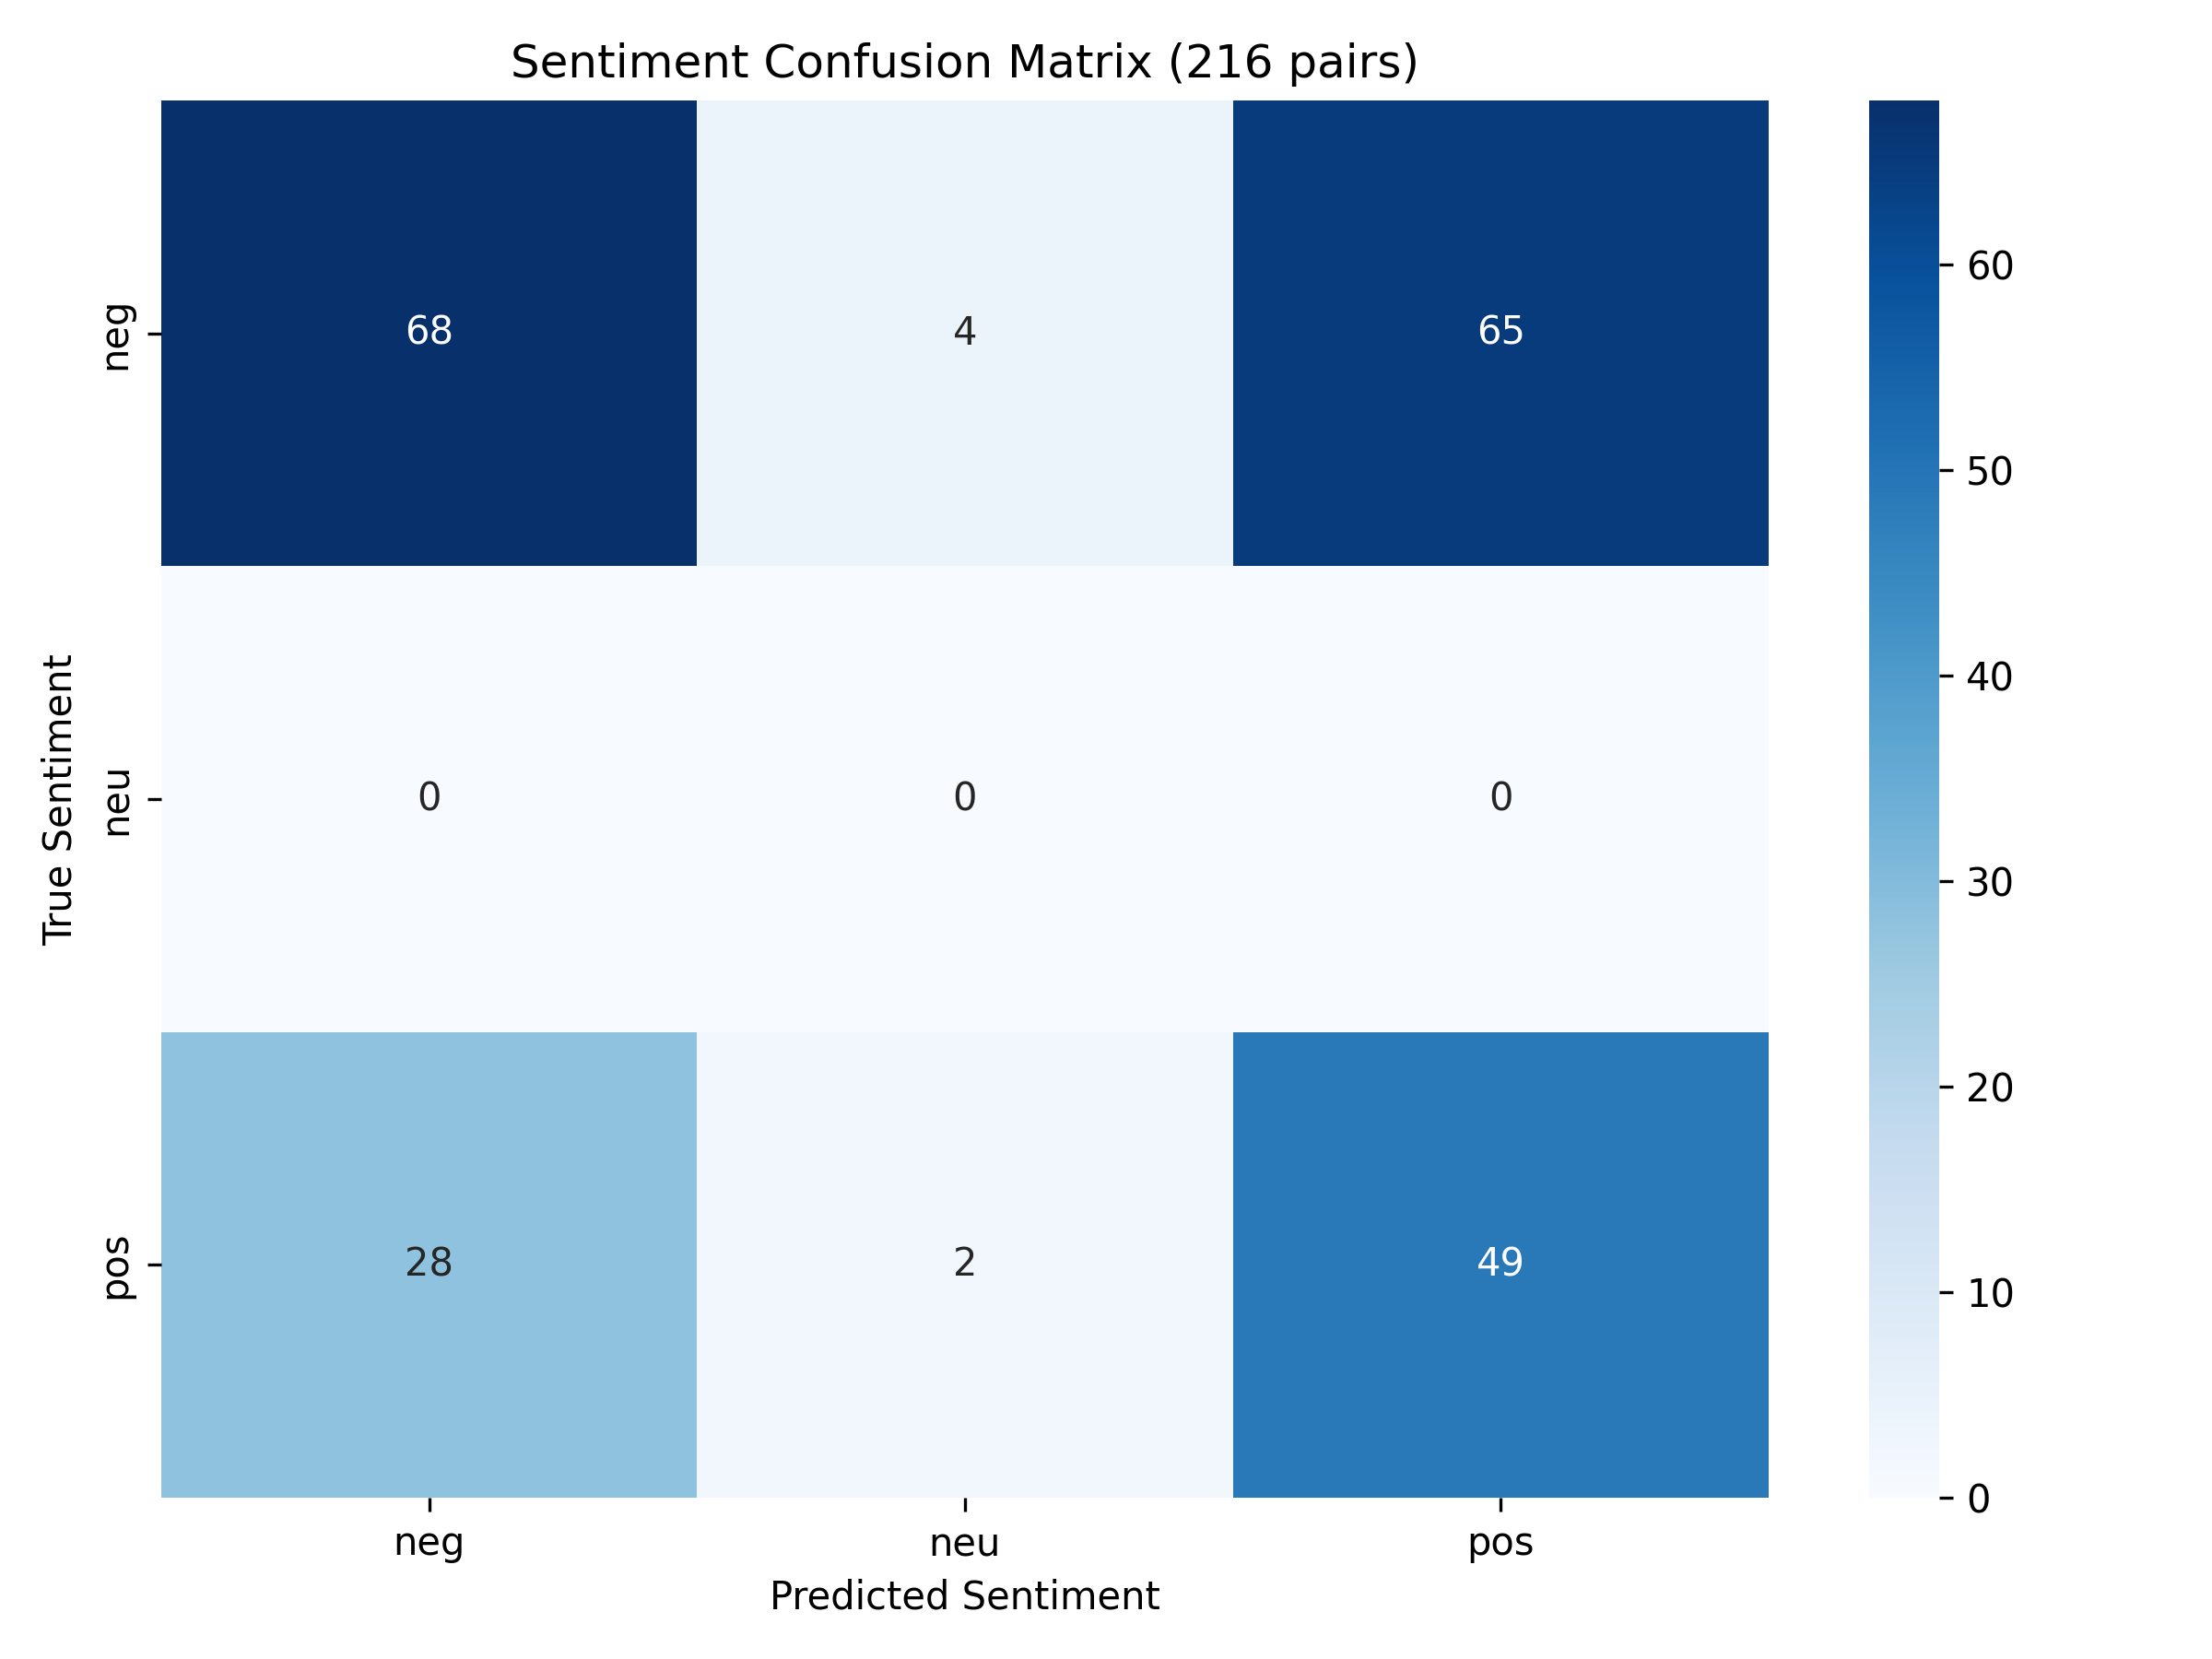 Sentiment Confusion Matrix (216 pairs)
True Sentiment
neg
68
4
65
neu
0
0
0
pos
28
2
49
neg
neu
pos
Predicted Sentiment
60
50
40
30
20
10
0